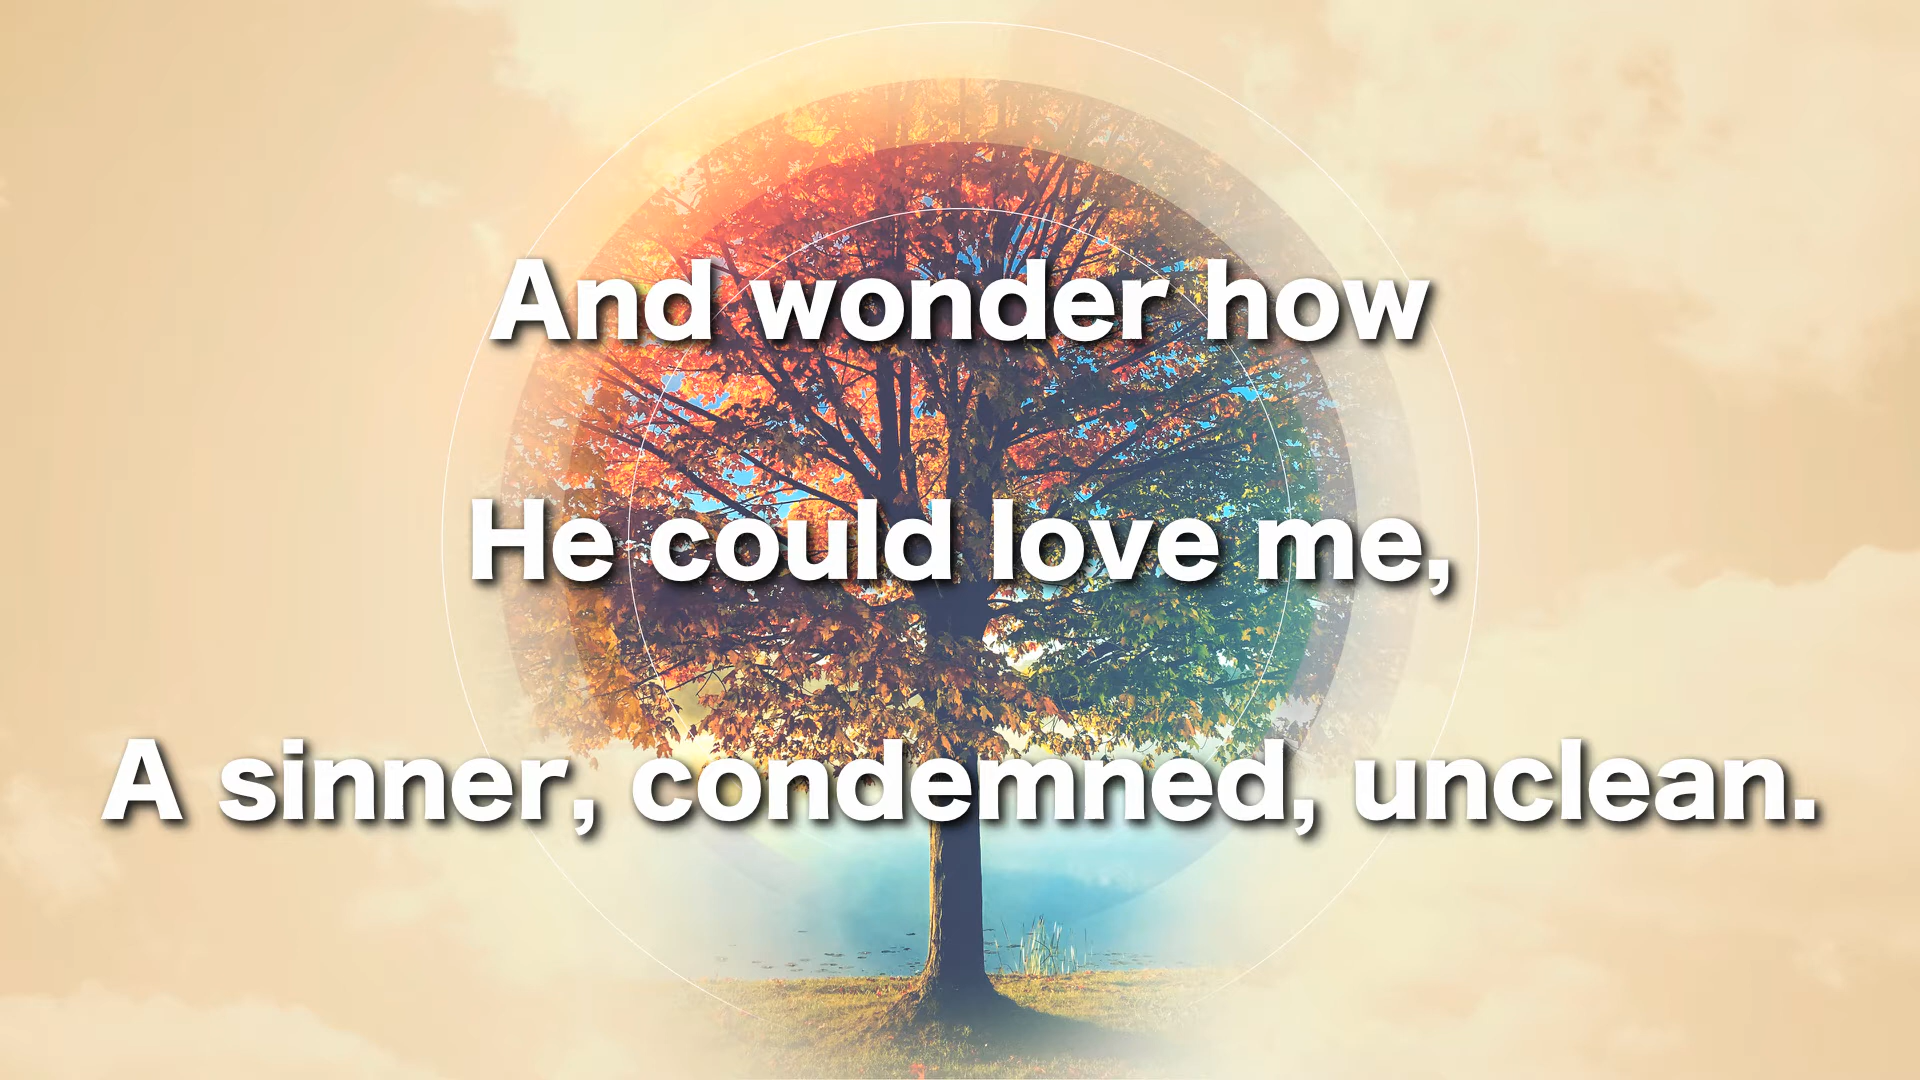 And wonder how
He could love me,
A sinner, condemned, unclean.